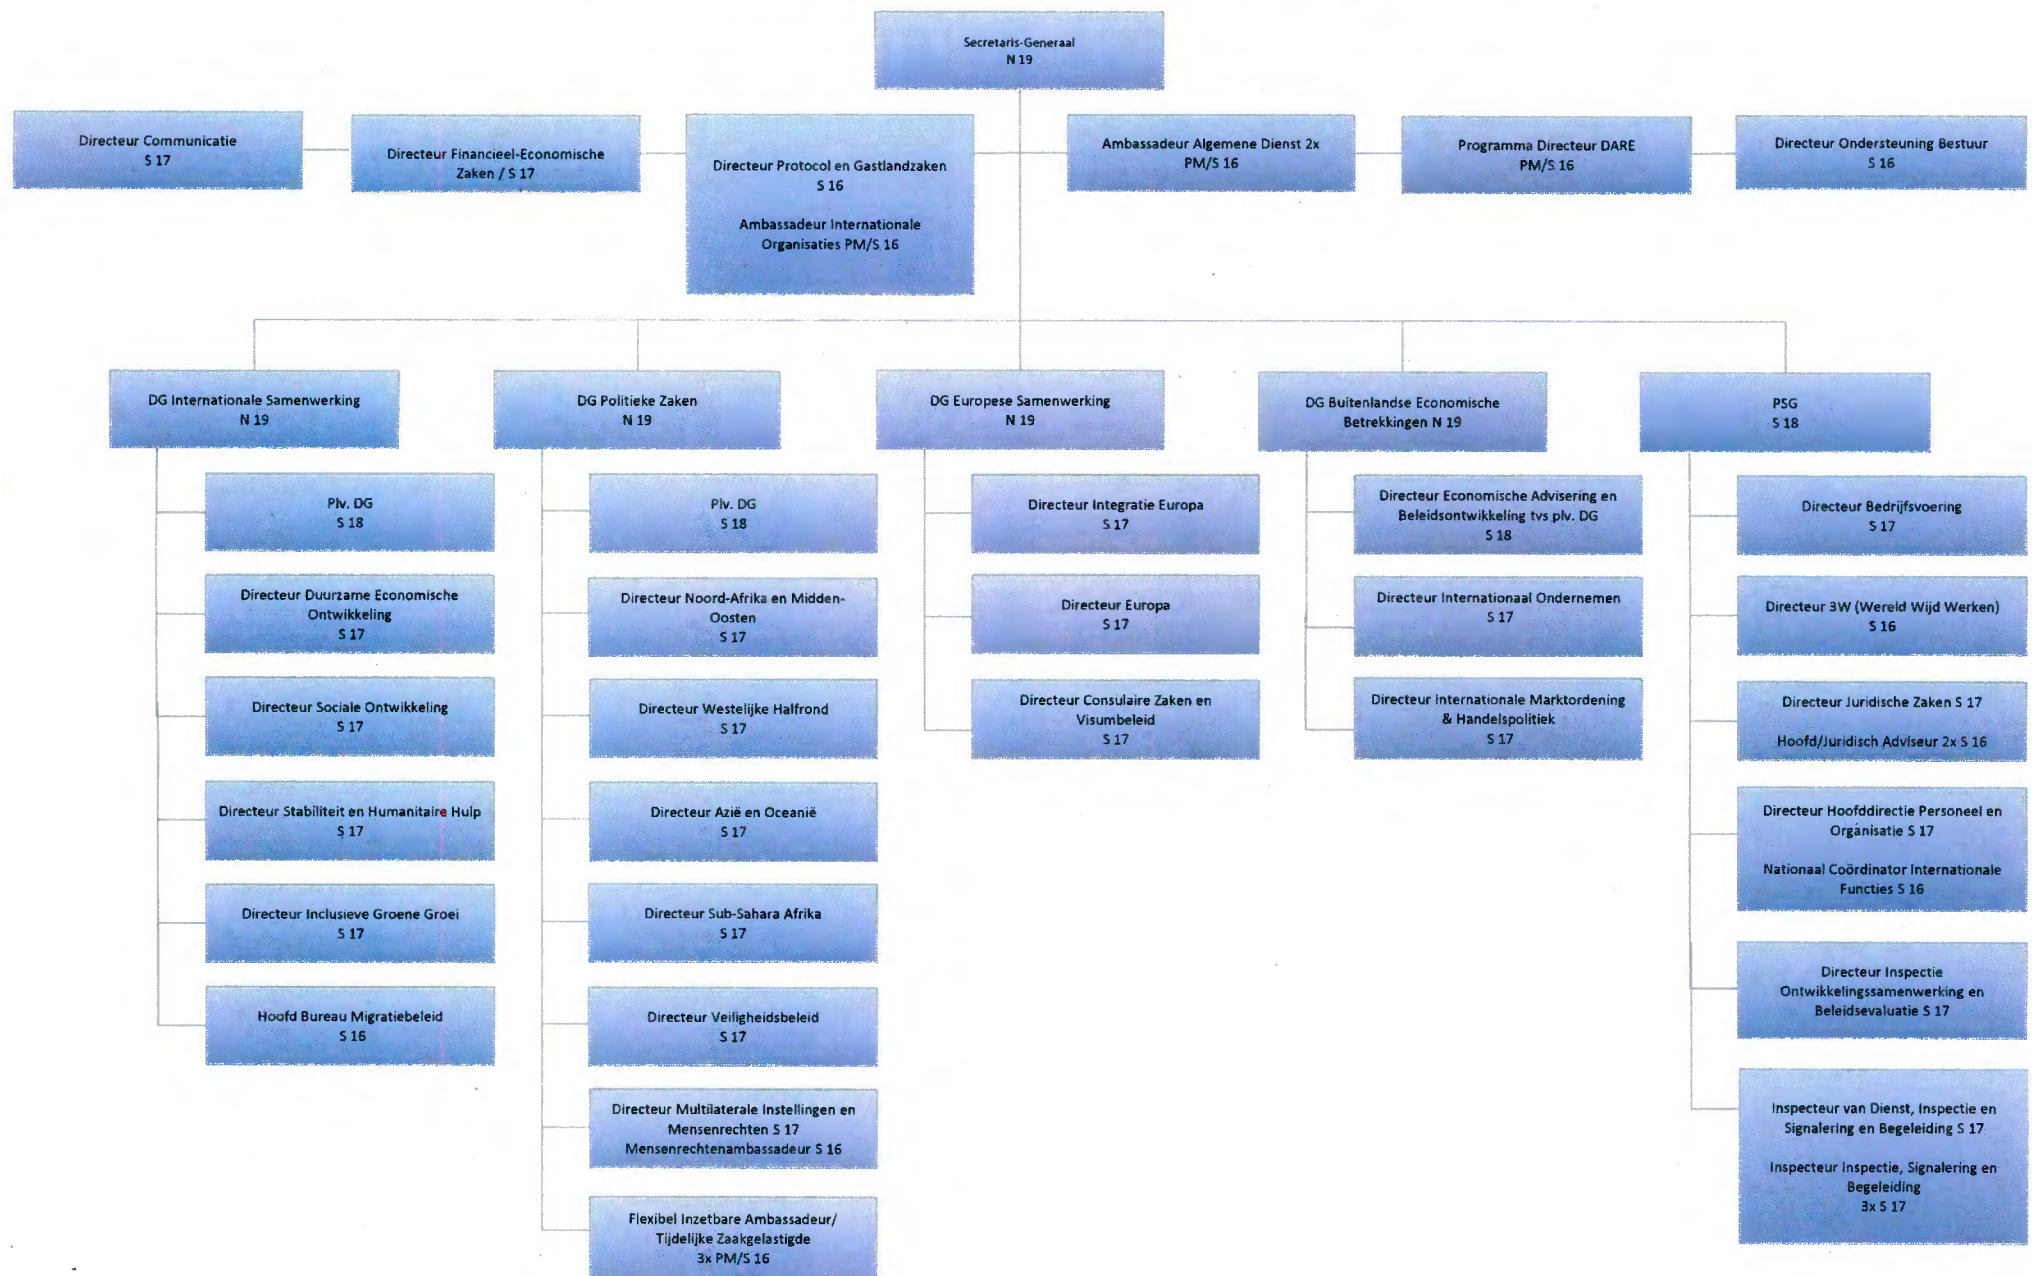 Secretaris-Generaal
N 19
Directeur Communicatie
S 17
Directeur Financieel-Economische
Zaken / S 17
Directeur Protocol en Gastlandzaken
S 16
Ambassadeur Internationale
Organisaties PM/S 16
Ambassadeur Algemene Dienst 2x
PM/S 16
Programma Directeur DARE
PM/S 16
Directeur Ondersteuning Bestuur
S 16
DG Internationale Samenwerking
N 19
Plv. DG
S 18
Directeur Duurzame Economische
Ontwikkeling
S 17
Directeur Sociale Ontwikkeling
S 17
Directeur Stabiliteit en Humanitaire Hulp
S 17
Directeur Inclusieve Groene Groei
S 17
Hoofd Bureau Migratiebeleid
S 16
DG Politieke Zaken
N 19
Plv. DG
S 18
Directeur Noord-Afrika en Midden-
Oosten
S 17
Directeur Westelijke Halfrond
S 17
Directeur Azië en Oceanië
S 17
Directeur Sub-Sahara Afrika
S 17
Directeur Veiligheidsbeleid
S 17
Directeur Multilaterale Instellingen en
Mensenrechten S 17
Mensenrechtenambassadeur S 16
Flexibel Inzetbare Ambassadeur/
Tijdelijke Zaakgelastigde
3x PM/S 16
DG Europese Samenwerking
N 19
Directeur Integratie Europa
S 17
Directeur Europa
S 17
Directeur Consulaire Zaken en
Visumbeleid
S 17
DG Buitenlandse Economische
Betrekkingen N 19
Directeur Economische Advisering en
Beleidsontwikkeling tvs plv. DG
S 18
Directeur Internationaal Ondernemen
S 17
Directeur Internationale Marktordening
& Handelspolitiek
S 17
PSG
S 18
Directeur Bedrijfsvoering
S 17
Directeur 3W (Wereld Wijd Werken)
S 16
Directeur Juridische Zaken S 17
Hoofd/Juridisch Adviseur 2x S 16
Directeur Hoofddirectie Personeel en
Organisatie S 17
Nationaal Coördinator Internationale
Functies S 16
Directeur Inspectie
Ontwikkelingssamenwerking en
Beleidsevaluatie S 17
Inspecteur van Dienst, Inspectie en
Signalering en Begeleiding S 17
Inspecteur Inspectie, Signalering en
Begeleiding
3x S 17